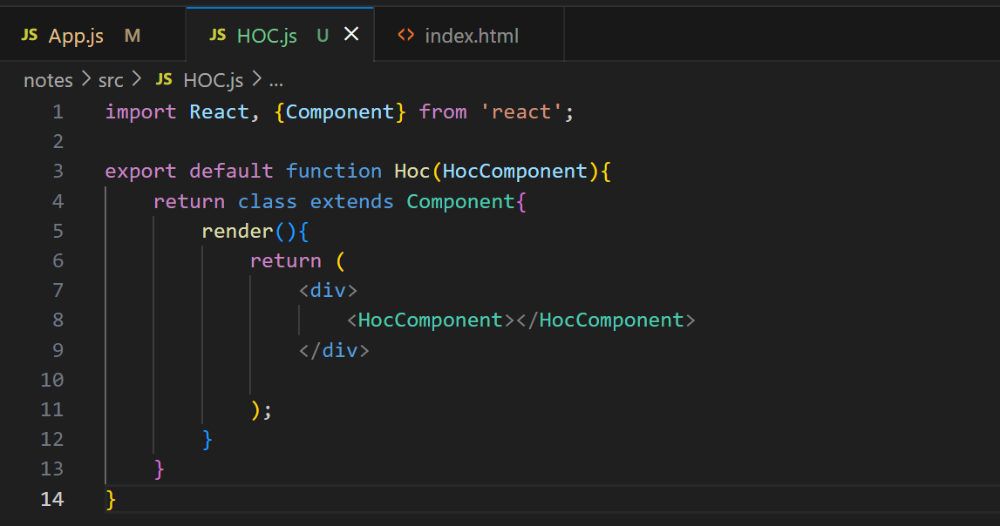 JS App.js M JS HOC.js U × <> index.html
notes > src > JS HOC.js > ...
1 import React, {Component} from 'react';
2
3 export default function Hoc(HocComponent){
4     return class extends Component{
5         render(){
6             return (
7                 <div>
8                     <HocComponent></HocComponent>
9                 </div>
10
11             );
12         }
13     }
14 }